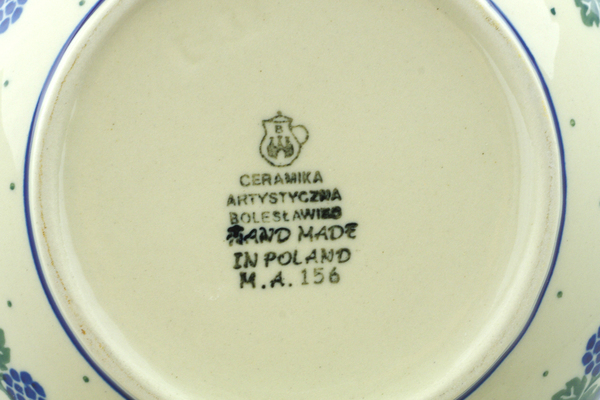 B
CERAMIKA
ARTYSTYCZNA
BOLESŁAWIEC
HAND MADE
IN POLAND
M.A. 156